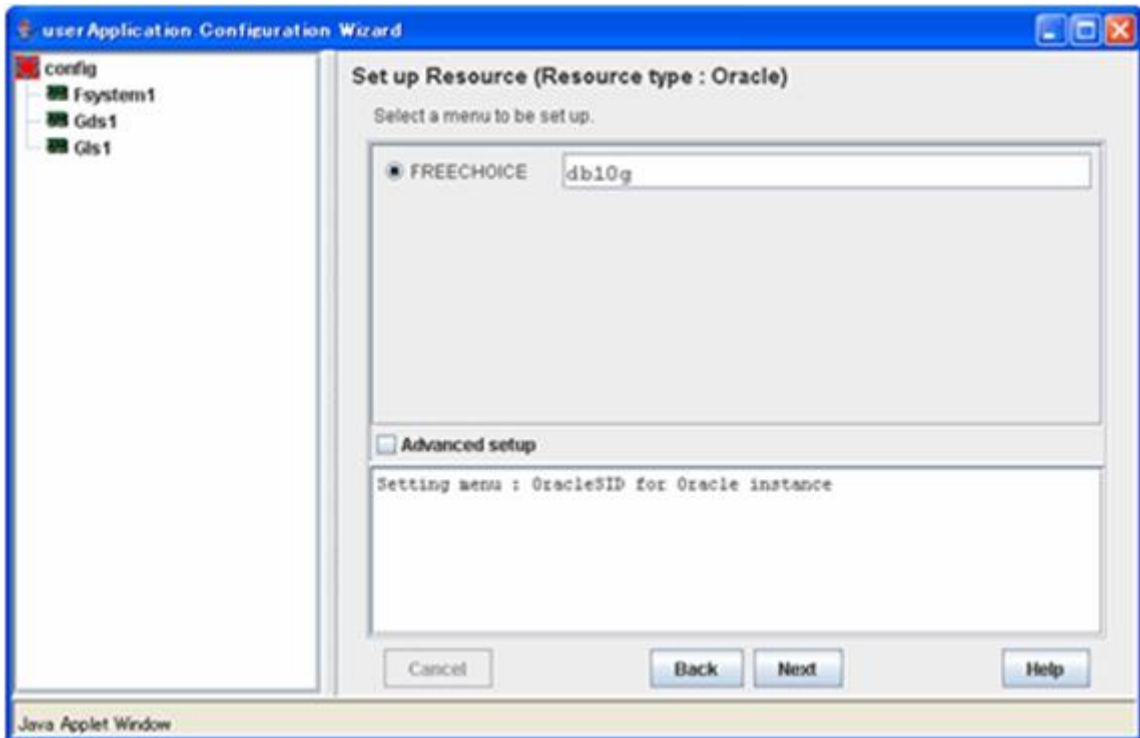 userApplication Configuration Wizard
config
Fsystem1
Gds1
Gls1
Set up Resource (Resource type : Oracle)
Select a menu to be set up.
FREECHOICE
db10g
Advanced setup
Setting menu : OracleSID for Oracle instance
Cancel
Back
Next
Help
Java Applet Window